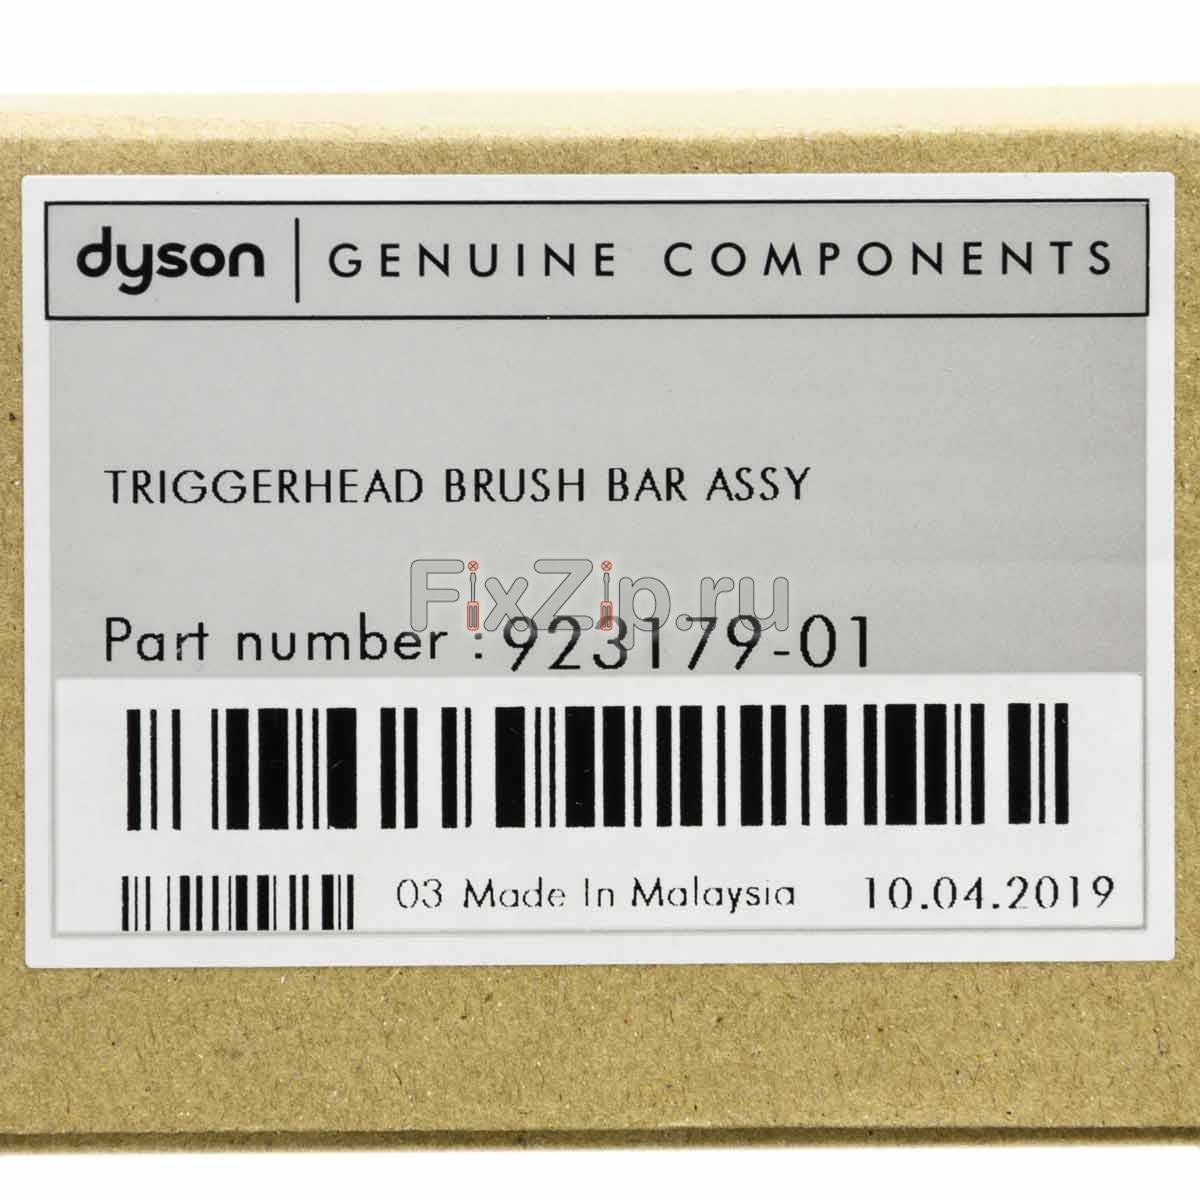 dyson | GENUINE COMPONENTS
TRIGGERHEAD BRUSH BAR ASSY
FixZip.ru
Part number : 923179-01
03 Made In Malaysia 10.04.2019